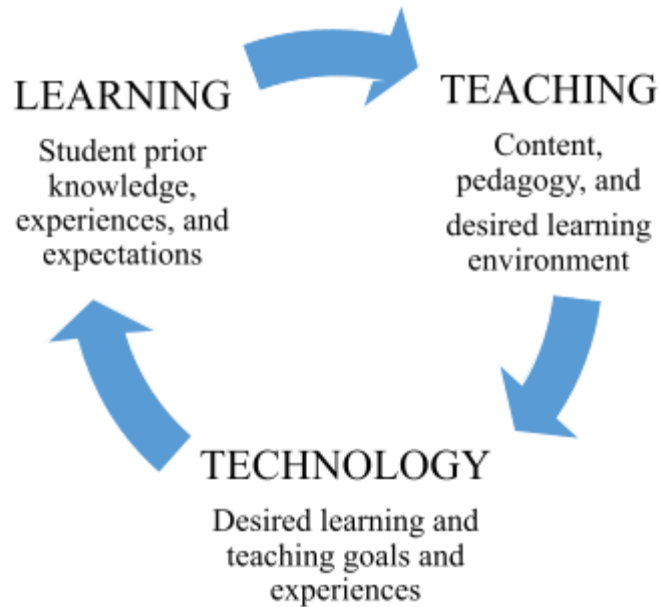 LEARNING
Student prior
knowledge,
experiences, and
expectations
TEACHING
Content,
pedagogy, and
desired learning
environment
TECHNOLOGY
Desired learning and
teaching goals and
experiences